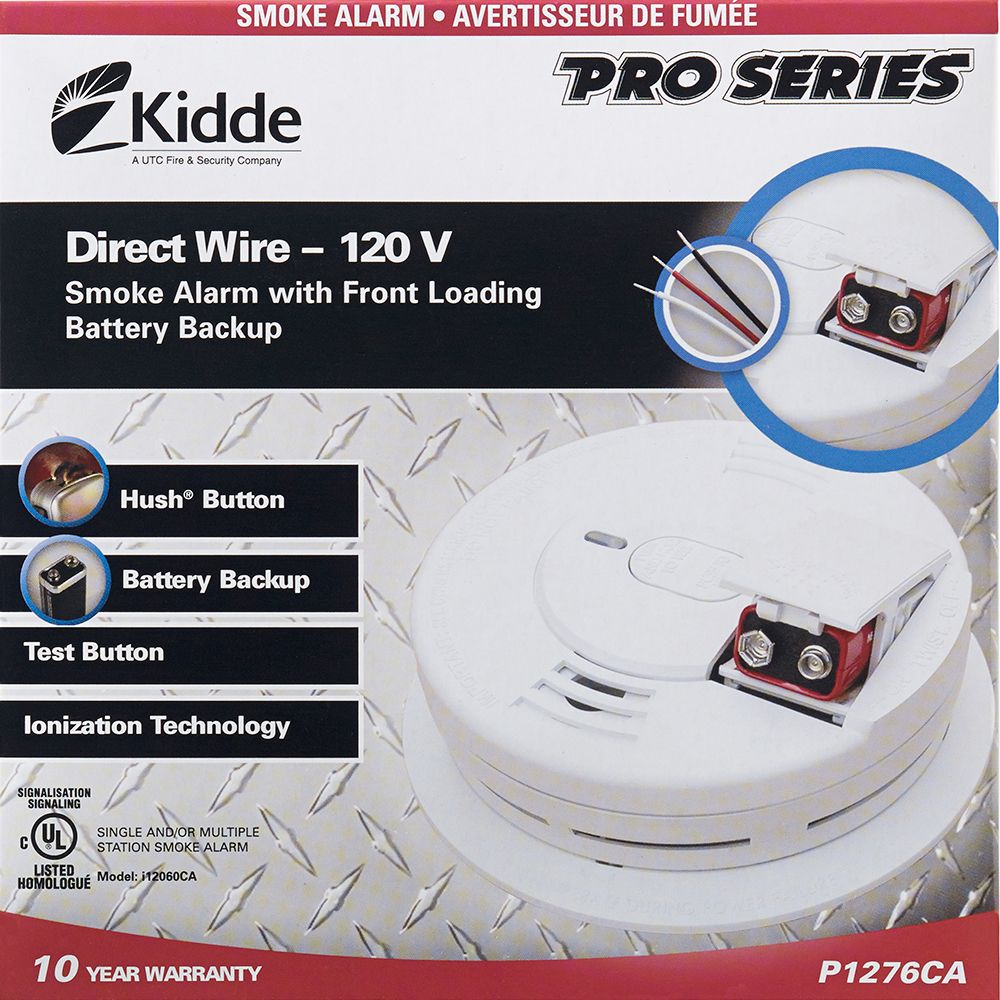 SMOKE ALARM • AVERTISSEUR DE FUMÉE
PRO SERIES
Kidde
A UTC Fire & Security Company
Direct Wire – 120 V
Smoke Alarm with Front Loading
Battery Backup
Hush® Button
Battery Backup
Test Button
Ionization Technology
SIGNALISATION
SIGNALING
C UL ®
LISTED
HOMOLOGUÉ
SINGLE AND/OR MULTIPLE
STATION SMOKE ALARM
Model: i12060CA
10 YEAR WARRANTY
P1276CA